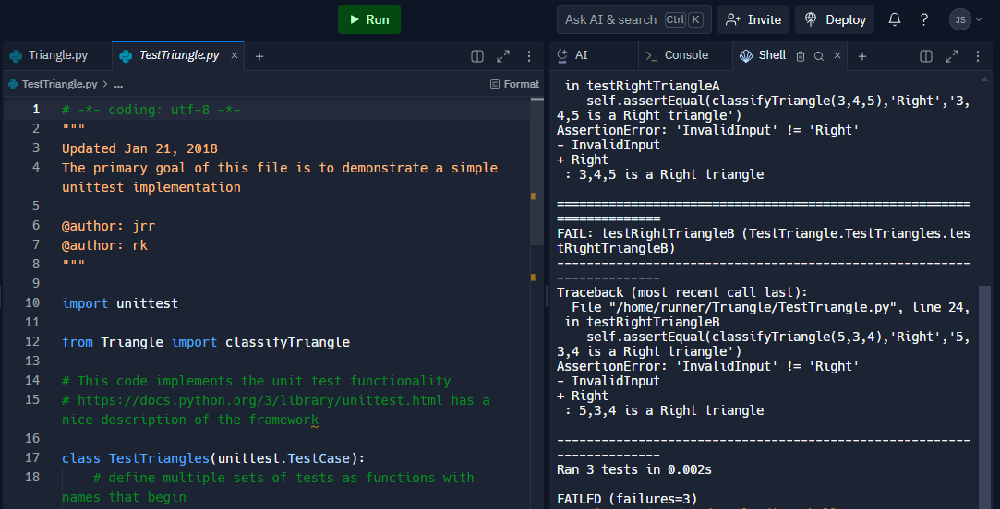 Run
Ask AI & search Ctrl K
Invite
Deploy
?
JS
Triangle.py
TestTriangle.py × +
AI
Console
Shell × +
TestTriangle.py > ...
Format
1 # -*- coding: utf-8 -*-
2 """
3 Updated Jan 21, 2018
4 The primary goal of this file is to demonstrate a simple
unittest implementation
5
6 @author: jrr
7 @author: rk
8 """
9
10 import unittest
11
12 from Triangle import classifyTriangle
13
14 # This code implements the unit test functionality
15 # https://docs.python.org/3/library/unittest.html has a
nice description of the framework
16
17 class TestTriangles(unittest.TestCase):
18 # define multiple sets of tests as functions with
names that begin
in testRightTriangleA
self.assertEqual(classifyTriangle(3,4,5),'Right','3,
4,5 is a Right triangle')
AssertionError: 'InvalidInput' != 'Right'
- InvalidInput
+ Right
: 3,4,5 is a Right triangle
========================================================
==============
FAIL: testRightTriangleB (TestTriangle.TestTriangles.tes
tRightTriangleB)
--------------------------------------------------------
--------------
Traceback (most recent call last):
File "/home/runner/Triangle/TestTriangle.py", line 24,
in testRightTriangleB
self.assertEqual(classifyTriangle(5,3,4),'Right','5,
3,4 is a Right triangle')
AssertionError: 'InvalidInput' != 'Right'
- InvalidInput
+ Right
: 5,3,4 is a Right triangle
--------------------------------------------------------
--------------
Ran 3 tests in 0.002s
FAILED (failures=3)